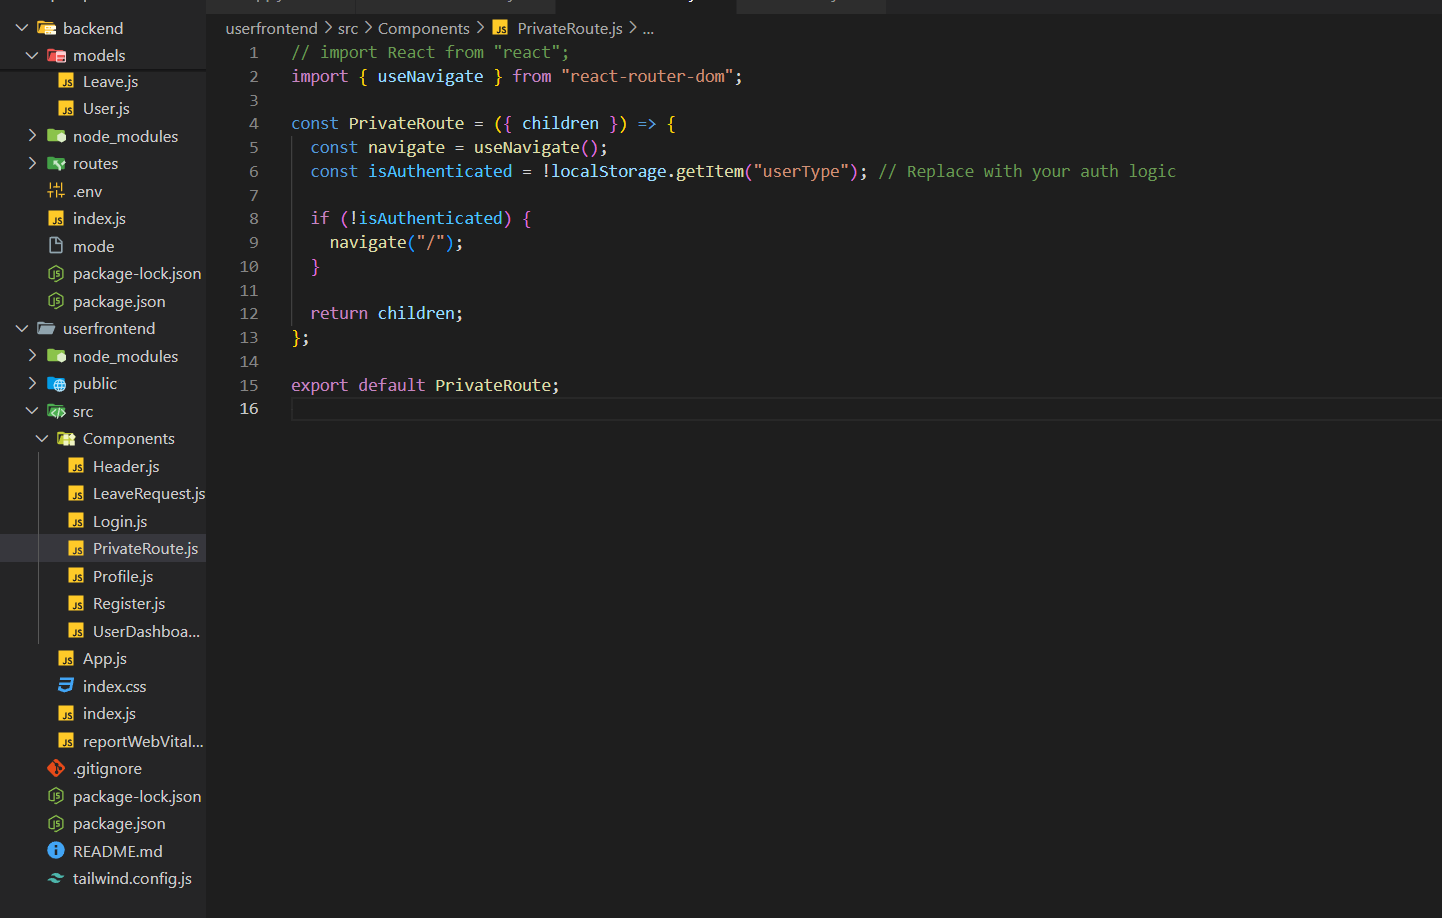 backend
models
Leave.js
User.js
node_modules
routes
.env
index.js
mode
package-lock.json
package.json
userfrontend
node_modules
public
src
Components
Header.js
LeaveRequest.js
Login.js
PrivateRoute.js
Profile.js
Register.js
UserDashboa...
App.js
index.css
index.js
reportWebVital...
.gitignore
package-lock.json
package.json
README.md
tailwind.config.js
userfrontend > src > Components > JS PrivateRoute.js > ...
1 // import React from "react";
2 import { useNavigate } from "react-router-dom";
3
4 const PrivateRoute = ({ children }) => {
5 const navigate = useNavigate();
6 const isAuthenticated = !localStorage.getItem("userType"); // Replace with your auth logic
7
8 if (!isAuthenticated) {
9 navigate("/");
10 }
11
12 return children;
13 };
14
15 export default PrivateRoute;
16